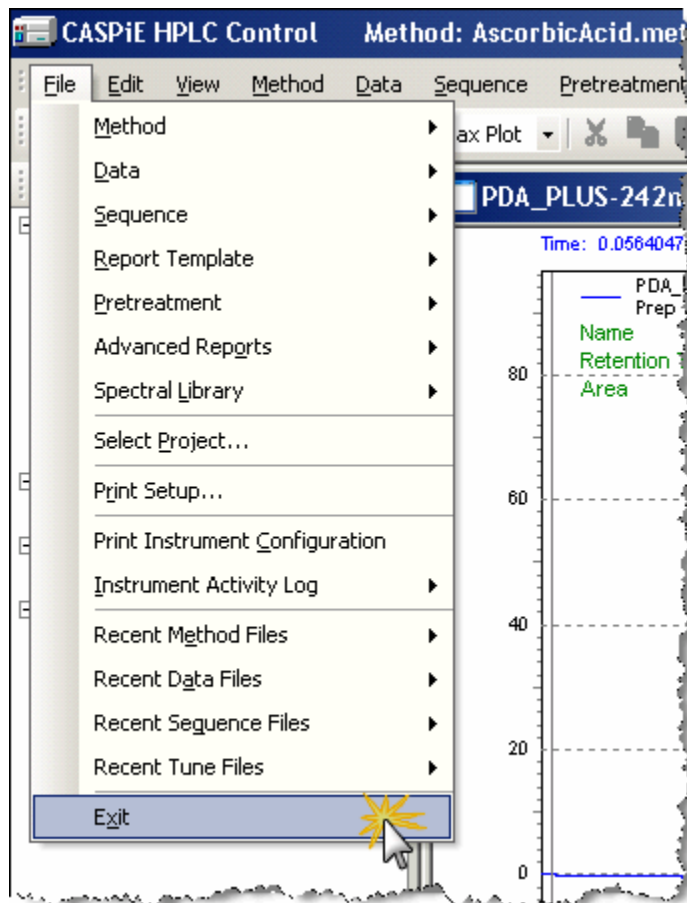 CASPiE HPLC Control Method: AscorbicAcid.met
File Edit View Method Data Sequence Pretreatment
Method
ax Plot
Data
Sequence
PDA_PLUS-242n
Report Template
Time: 0.0564047
Pretreatment
PDA_
Prep
Advanced Reports
Name
Retention
Spectral Library
80
Area
Select Project...
Print Setup...
60
Print Instrument Configuration
Instrument Activity Log
Recent Method Files
40
Recent Data Files
Recent Sequence Files
20
Recent Tune Files
Exit
0